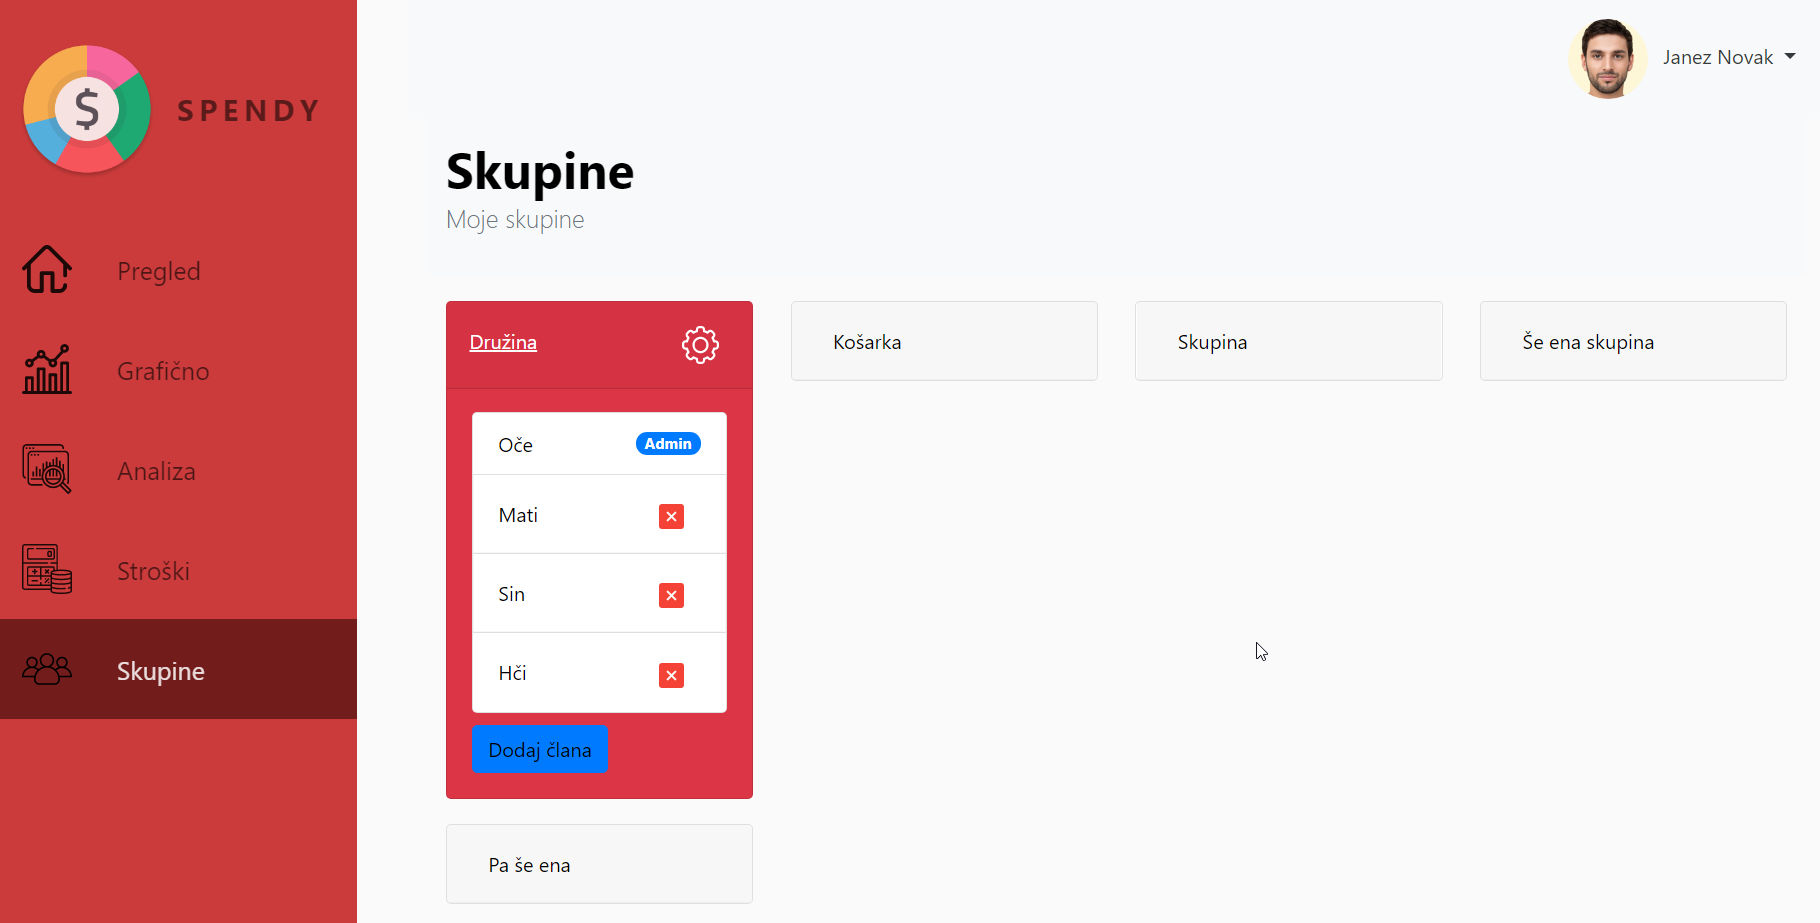 SPENDY
Janez Novak
Pregled
Grafično
Analiza
Stroški
Skupine
Skupine
Moje skupine
Družina
Oče
Admin
Mati
Sin
Hči
Dodaj člana
Košarka
Skupina
Še ena skupina
Pa še ena